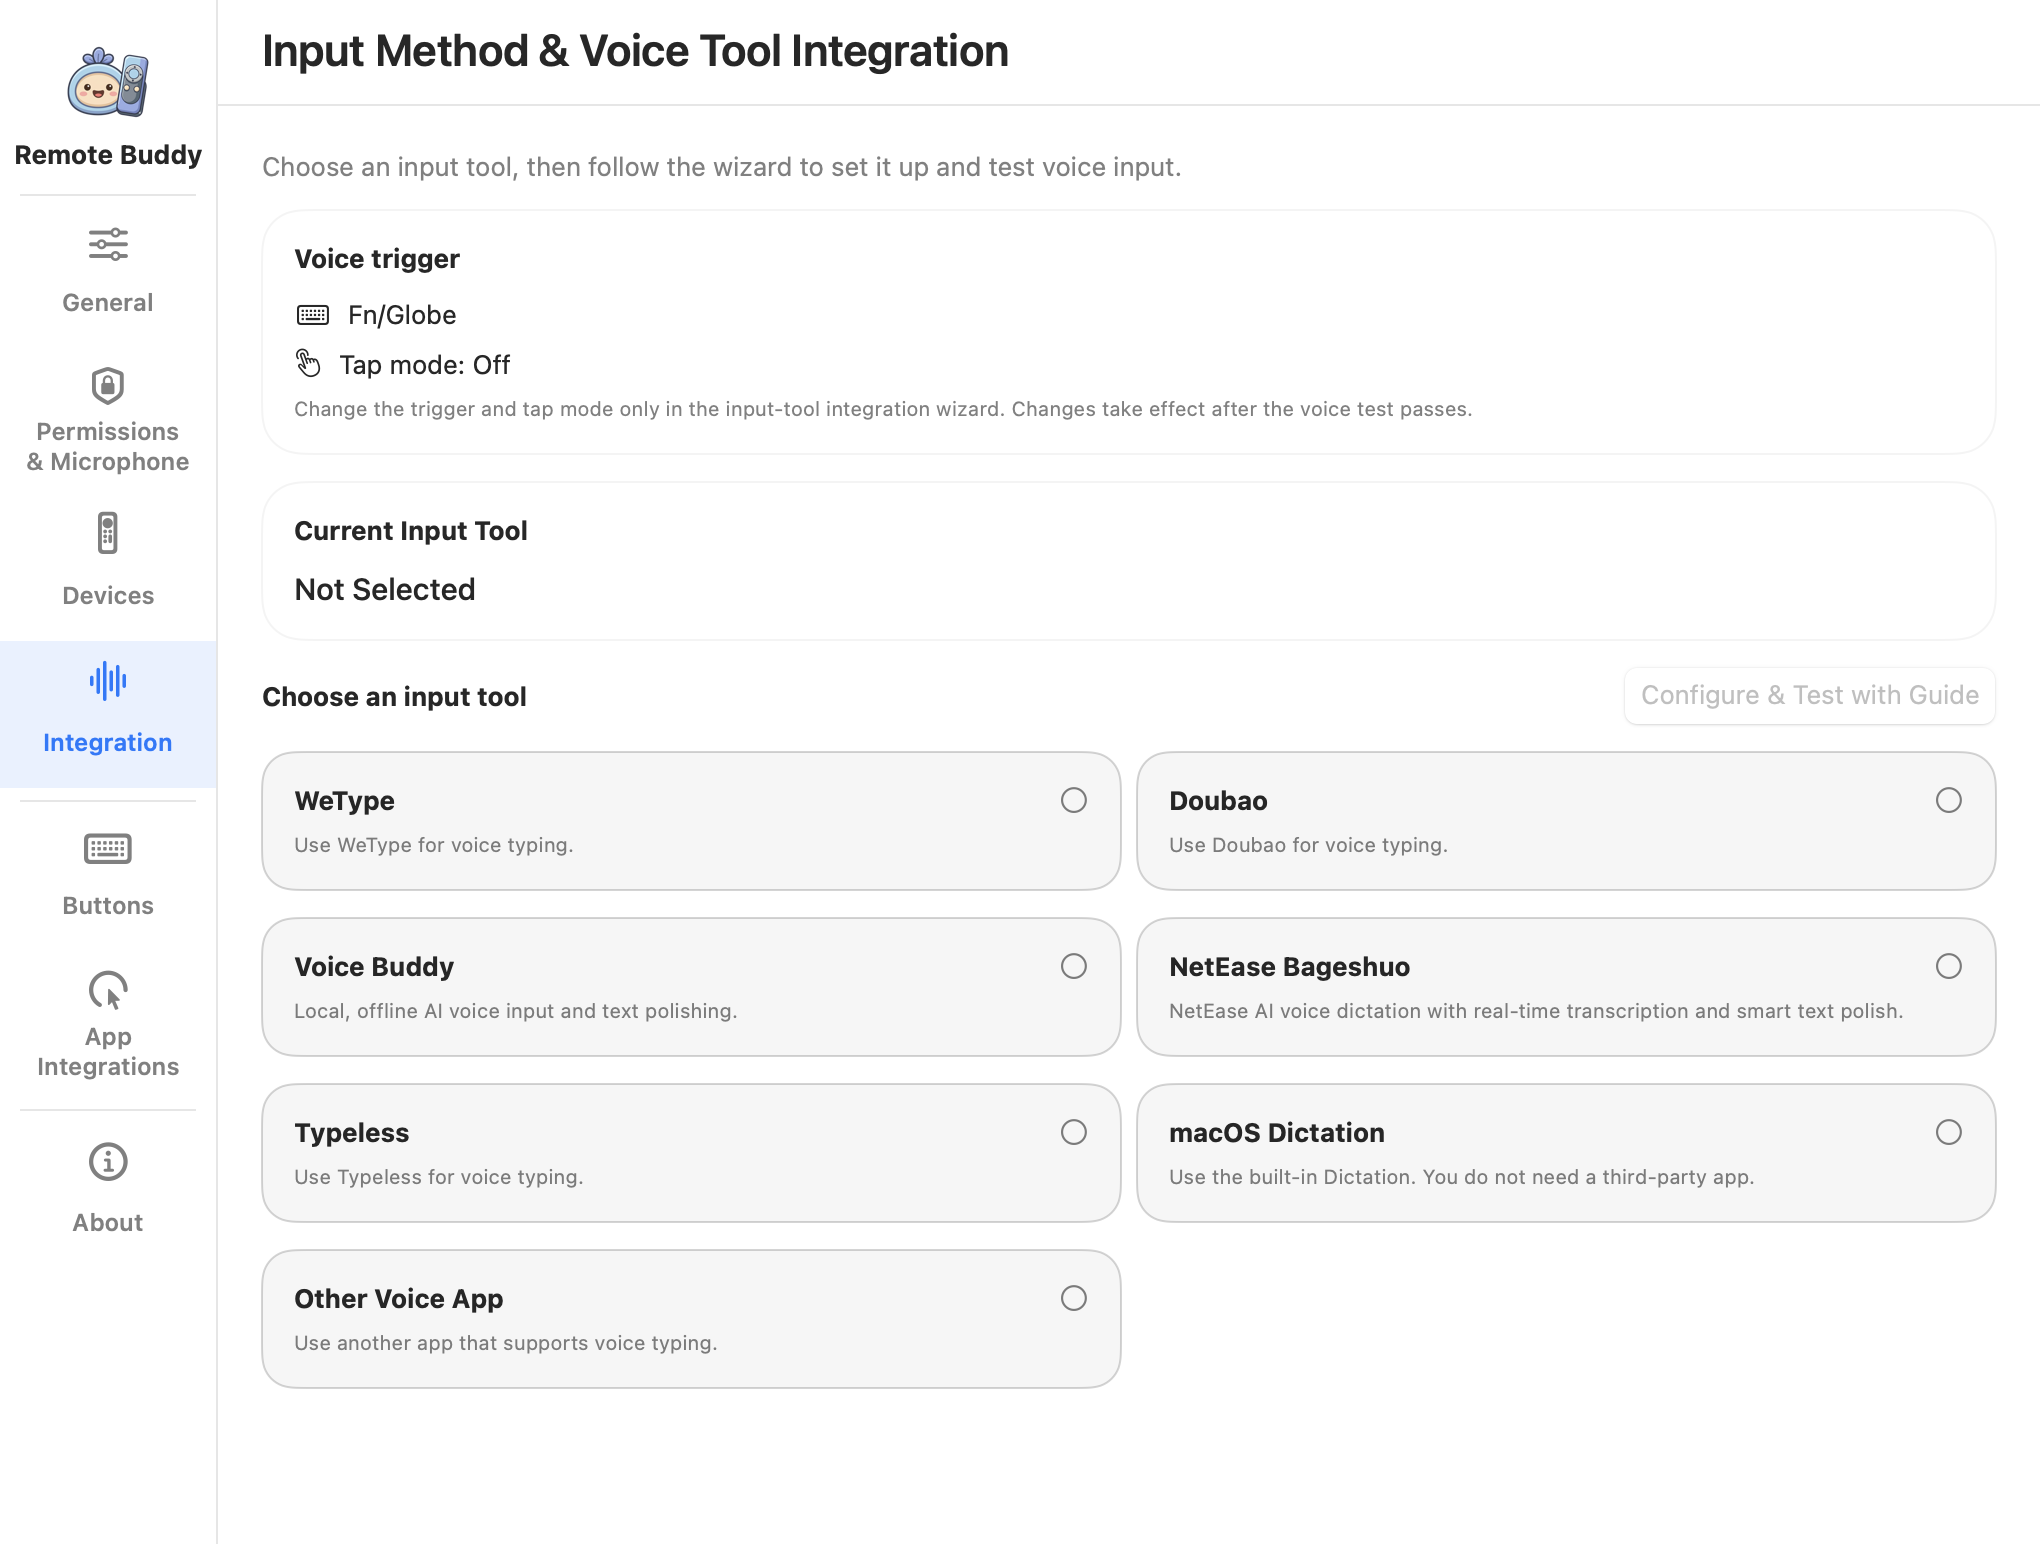 Input Method & Voice Tool Integration
Remote Buddy
General
Permissions
& Microphone
Devices
Integration
Buttons
App
Integrations
About
Choose an input tool, then follow the wizard to set it up and test voice input.
Voice trigger
Fn/Globe
Tap mode: Off
Change the trigger and tap mode only in the input-tool integration wizard. Changes take effect after the voice test passes.
Current Input Tool
Not Selected
Choose an input tool
Configure & Test with Guide
WeType
Use WeType for voice typing.
Doubao
Use Doubao for voice typing.
Voice Buddy
Local, offline AI voice input and text polishing.
NetEase Bageshuo
NetEase AI voice dictation with real-time transcription and smart text polish.
Typeless
Use Typeless for voice typing.
macOS Dictation
Use the built-in Dictation. You do not need a third-party app.
Other Voice App
Use another app that supports voice typing.